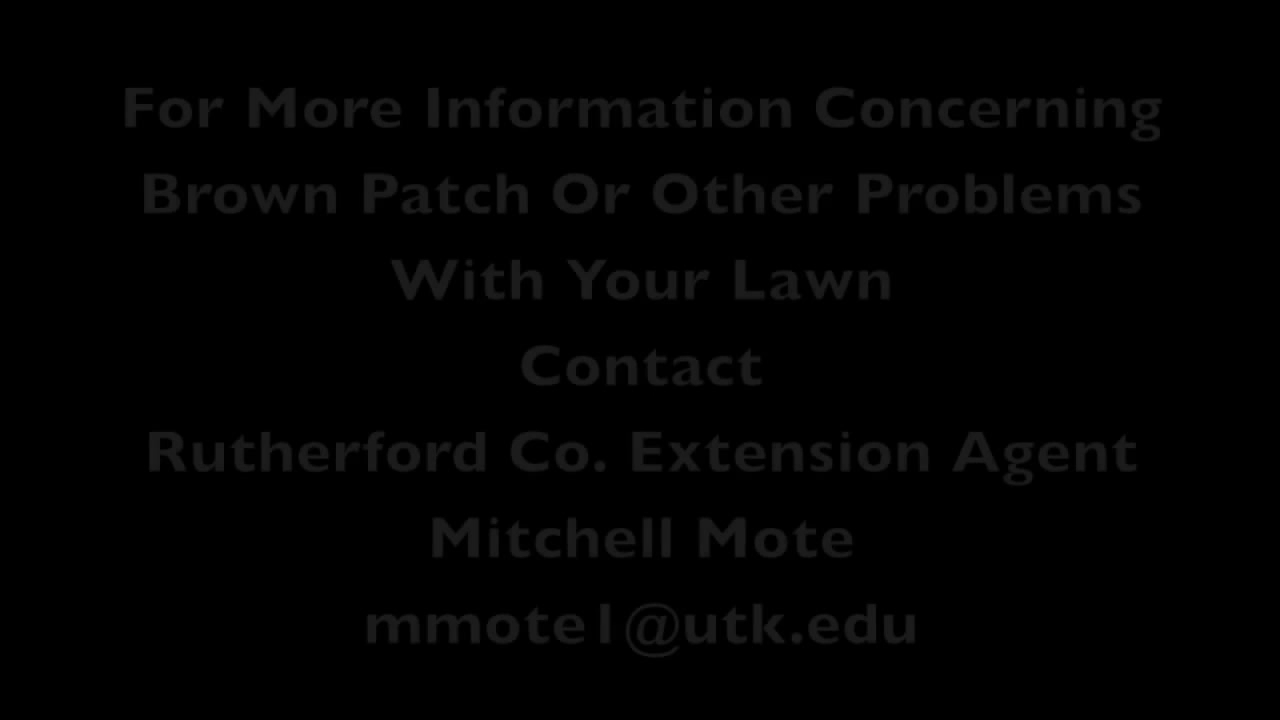 For More Information Concerning
Brown Patch Or Other Problems
With Your Lawn
Contact
Rutherford Co. Extension Agent
Mitchell Mote
mmote1@utk.edu